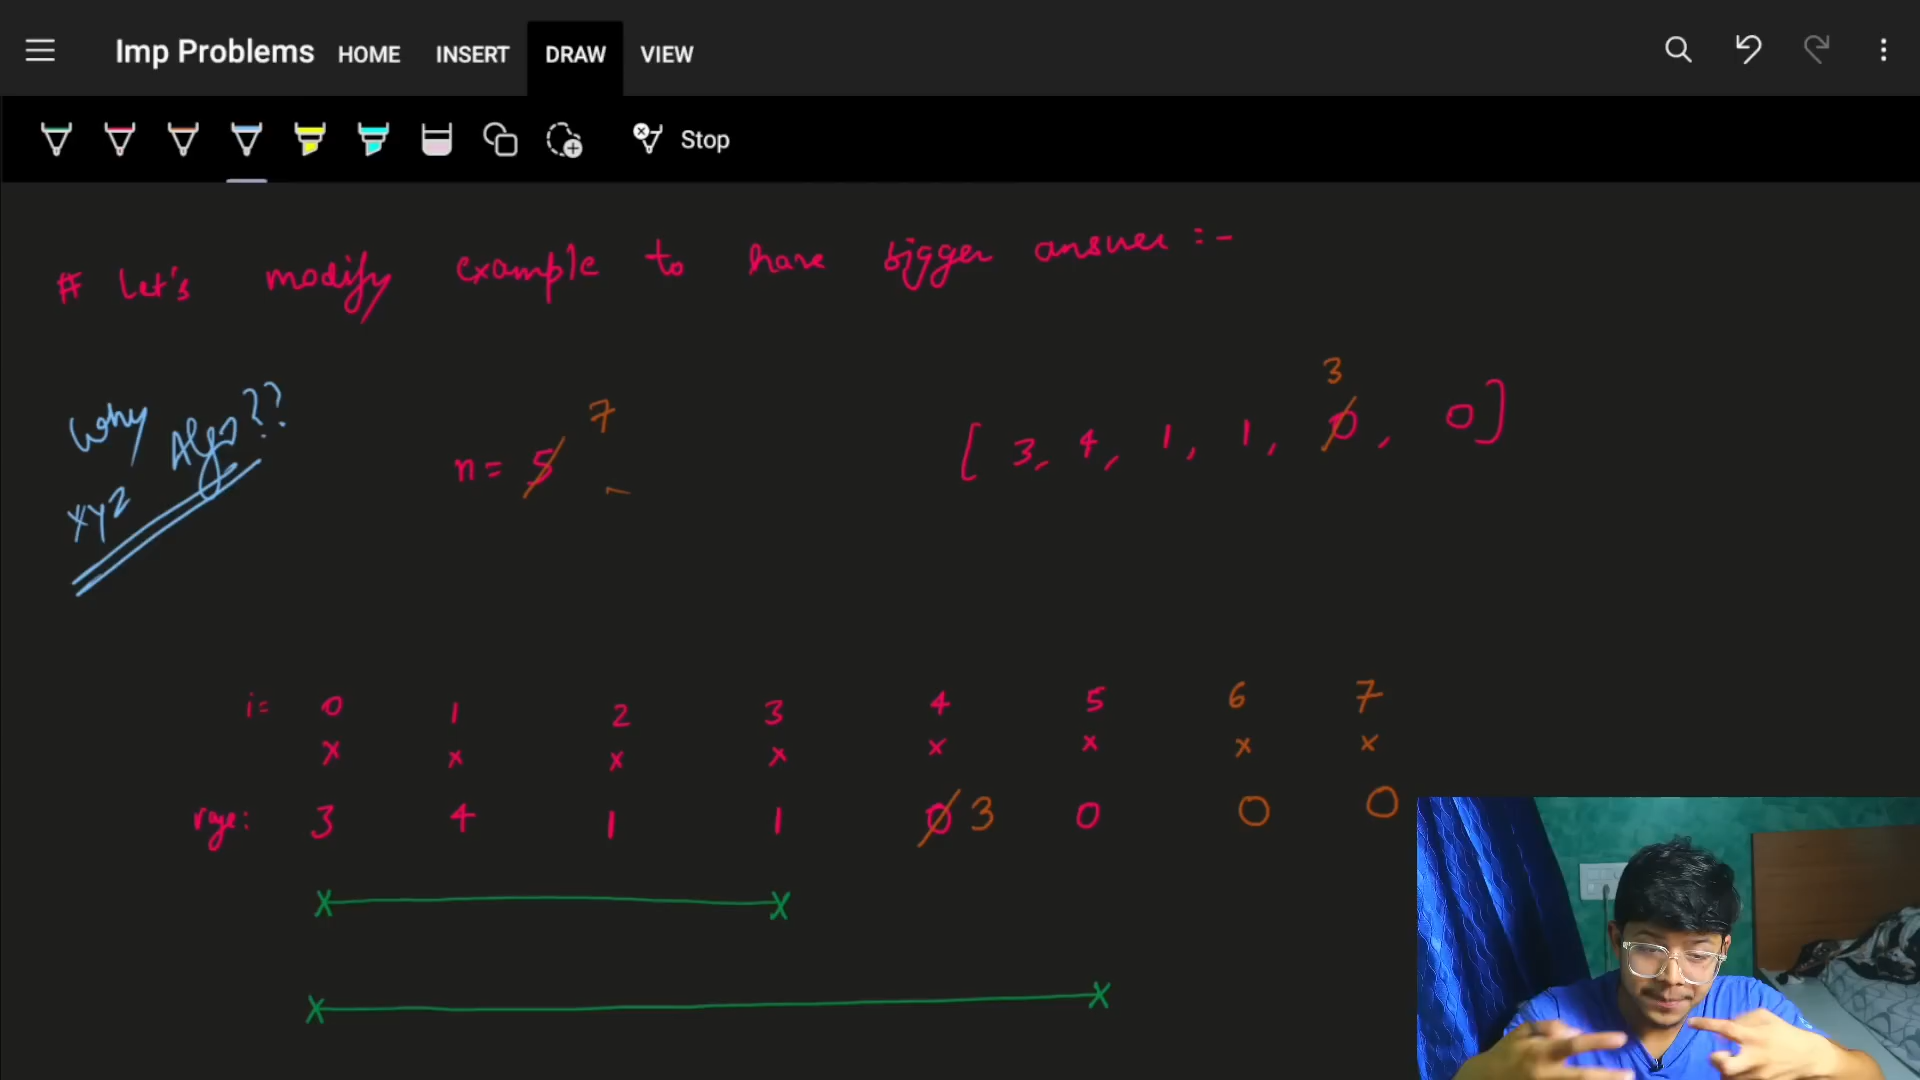 Imp Problems HOME INSERT DRAW VIEW
Stop
# Let's modify example to have bigger answer :-
Why Algo??
xyz
n = 5 7
3
[ 3, 4, 1, 1, 0, 0]
i= 0 1 2 3 4 5 6 7
x x x x x x x x
rage: 3 4 1 1 0 3 0 0 0
x x
x x